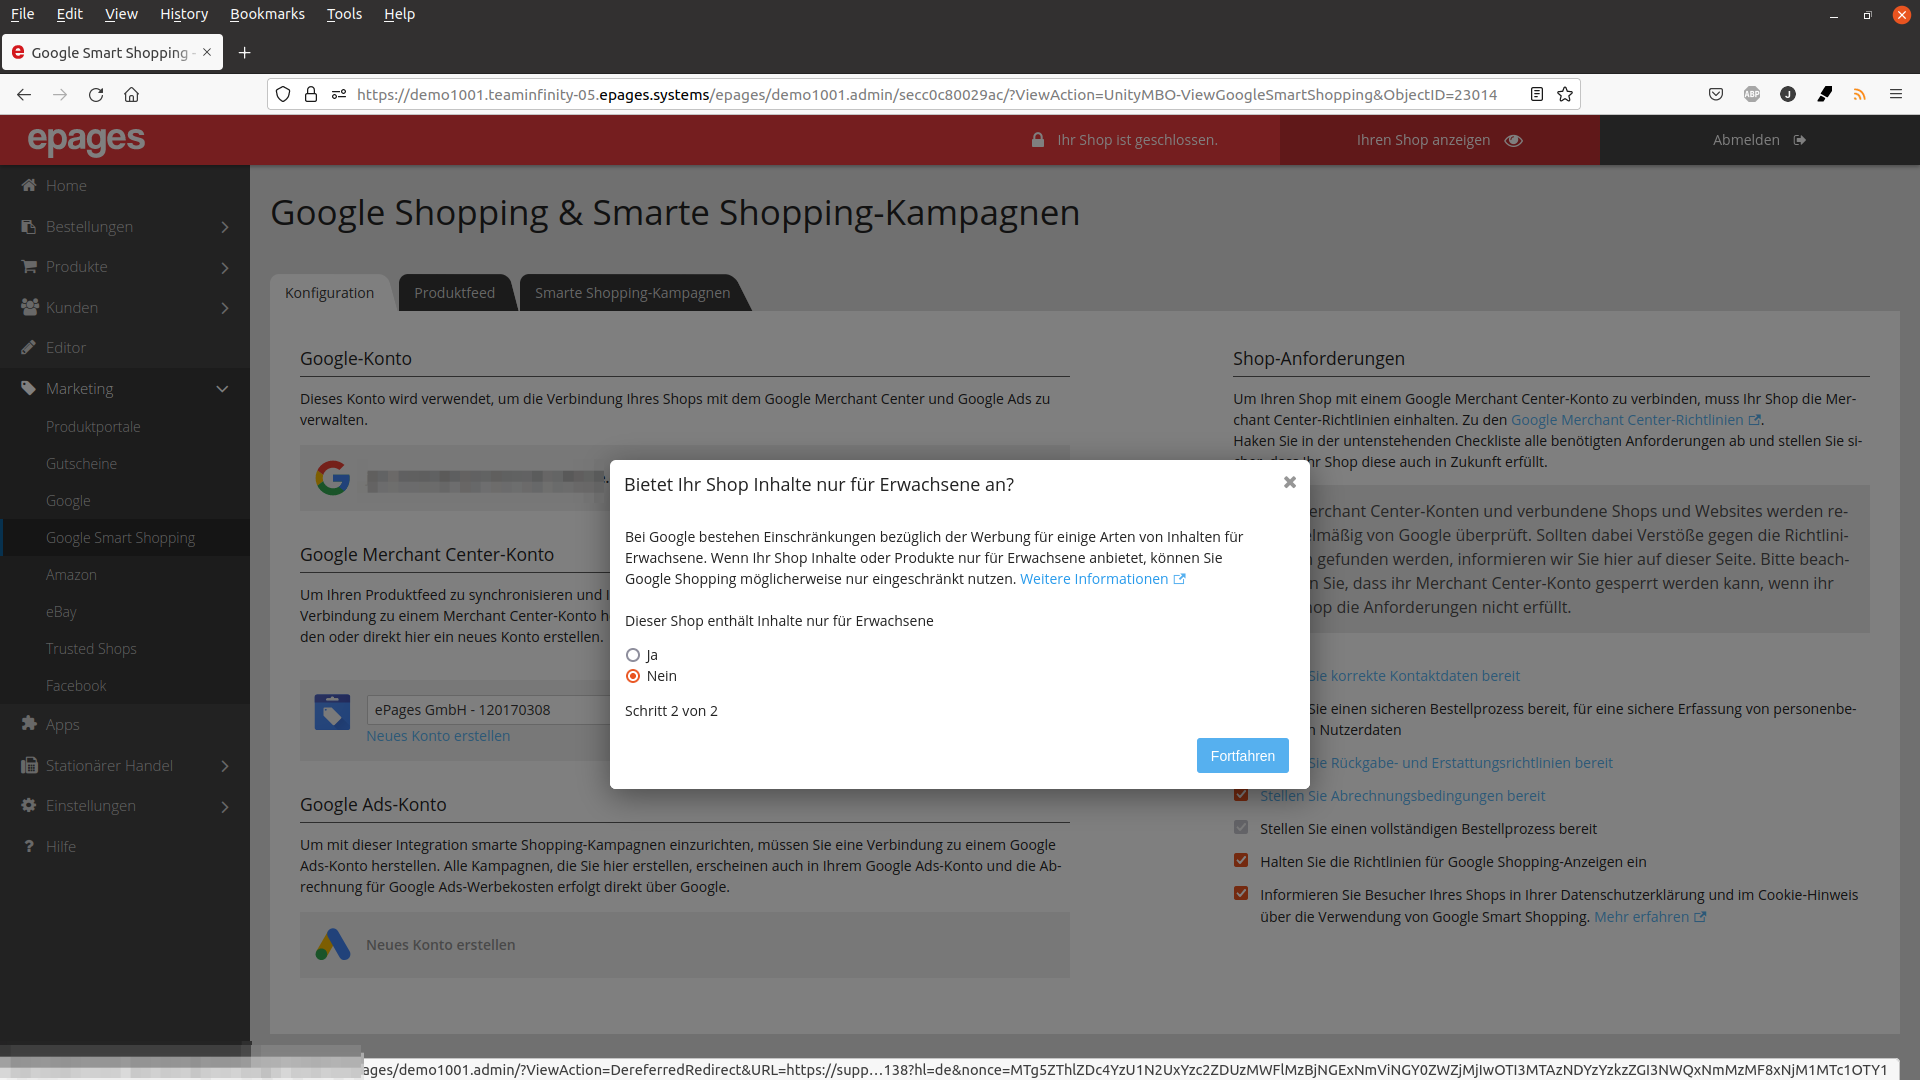 File Edit View History Bookmarks Tools Help
Google Smart Shopping -
https://demo1001.teaminfinity-05.epages.systems/epages/demo1001.admin/secc0c80029ac/?ViewAction=UnityMBO-ViewGoogleSmartShopping&ObjectID=23014
ABP
J
epages
Ihr Shop ist geschlossen.
Ihren Shop anzeigen
Abmelden
Home
Bestellungen
Produkte
Kunden
Editor
Marketing
Produktportale
Gutscheine
Google
Google Smart Shopping
Amazon
eBay
Trusted Shops
Facebook
Apps
Stationärer Handel
Einstellungen
Hilfe
Google Shopping & Smarte Shopping-Kampagnen
Konfiguration
Produktfeed
Smarte Shopping-Kampagnen
Google-Konto
Dieses Konto wird verwendet, um die Verbindung Ihres Shops mit dem Google Merchant Center und Google Ads zu
verwalten.
Google Merchant Center-Konto
Um Ihren Produktfeed zu synchronisieren und
Verbindung zu einem Merchant Center-Konto
den oder direkt hier ein neues Konto erstellen.
ePages GmbH - 120170308
Neues Konto erstellen
Google Ads-Konto
Um mit dieser Integration smarte Shopping-Kampagnen einzurichten, müssen Sie eine Verbindung zu einem Google
Ads-Konto herstellen. Alle Kampagnen, die Sie hier erstellen, erscheinen auch in Ihrem Google Ads-Konto und die Ab-
rechnung für Google Ads-Werbekosten erfolgt direkt über Google.
Neues Konto erstellen
Bietet Ihr Shop Inhalte nur für Erwachsene an?
Bei Google bestehen Einschränkungen bezüglich der Werbung für einige Arten von Inhalten für
Erwachsene. Wenn Ihr Shop Inhalte oder Produkte nur für Erwachsene anbietet, können Sie
Google Shopping möglicherweise nur eingeschränkt nutzen. Weitere Informationen
Dieser Shop enthält Inhalte nur für Erwachsene
Ja
Nein
Schritt 2 von 2
Fortfahren
Shop-Anforderungen
Um Ihren Shop mit einem Google Merchant Center-Konto zu verbinden, muss Ihr Shop die Mer-
chant Center-Richtlinien einhalten. Zu den Google Merchant Center-Richtlinien.
Haken Sie in der untenstehenden Checkliste alle benötigten Anforderungen ab und stellen Sie si-
Ihr Shop diese auch in Zukunft erfüllt.
erchant Center-Konten und verbundene Shops und Websites werden re-
elmäßig von Google überprüft. Sollten dabei Verstöße gegen die Richtlini-
gefunden werden, informieren wir Sie hier auf dieser Seite. Bitte beach-
n Sie, dass ihr Merchant Center-Konto gesperrt werden kann, wenn ihr
op die Anforderungen nicht erfüllt.
Sie korrekte Kontaktdaten bereit
Sie einen sicheren Bestellprozess bereit, für eine sichere Erfassung von personenbe-
n Nutzerdaten
Sie Rückgabe- und Erstattungsrichtlinien bereit
Stellen Sie Abrechnungsbedingungen bereit
Stellen Sie einen vollständigen Bestellprozess bereit
Halten Sie die Richtlinien für Google Shopping-Anzeigen ein
Informieren Sie Besucher Ihres Shops in Ihrer Datenschutzerklärung und im Cookie-Hinweis
über die Verwendung von Google Smart Shopping. Mehr erfahren
ages/demo1001.admin/?ViewAction=DereferredRedirect&URL=https://supp…138?hl=de&nonce=MTg5ZThlZDc4YzU1N2UxYzc2ZDUzMWFlMzBjNGExNmViNGY0ZWZjMjIwOTI3MTAzNDYzYzkzZGI3NWQxNmMzMF8xNjM1MTc1OTY1